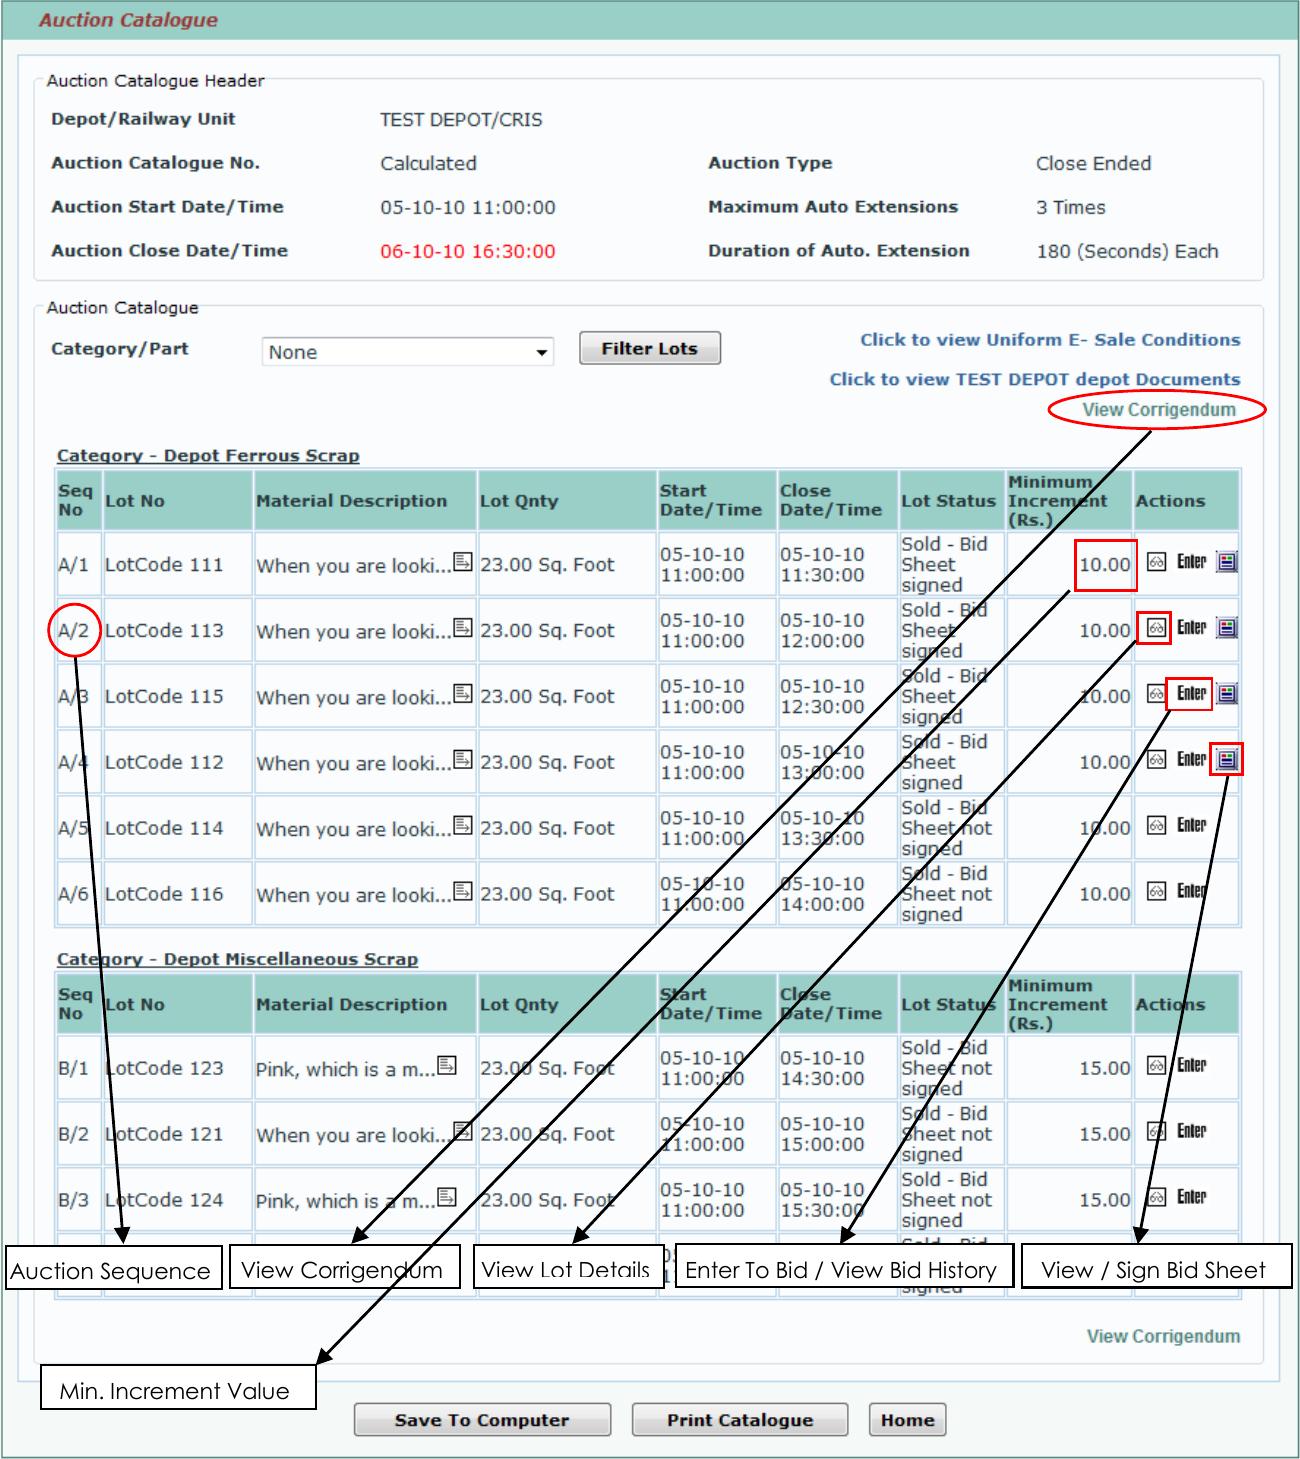 Auction Catalogue
Auction Catalogue Header
Depot/Railway Unit TEST DEPOT/CRIS
Auction Catalogue No. Calculated Auction Type Close Ended
Auction Start Date/Time 05-10-10 11:00:00 Maximum Auto Extensions 3 Times
Auction Close Date/Time 06-10-10 16:30:00 Duration of Auto. Extension 180 (Seconds) Each
Auction Catalogue
Category/Part None Filter Lots Click to view Uniform E- Sale Conditions
Click to view TEST DEPOT depot Documents
View Corrigendum
Category - Depot Ferrous Scrap
Seq No Lot No Material Description Lot Qnty Start Date/Time Close Date/Time Lot Status Minimum Increment (Rs.) Actions
A/1 LotCode 111 When you are looki... 23.00 Sq. Foot 05-10-10 11:00:00 05-10-10 11:30:00 Sold - Bid Sheet signed 10.00 Enter
A/2 LotCode 113 When you are looki... 23.00 Sq. Foot 05-10-10 11:00:00 05-10-10 12:00:00 Sold - Bid Sheet signed 10.00 Enter
A/3 LotCode 115 When you are looki... 23.00 Sq. Foot 05-10-10 11:00:00 05-10-10 12:30:00 Sold - Bid Sheet signed 10.00 Enter
A/4 LotCode 112 When you are looki... 23.00 Sq. Foot 05-10-10 11:00:00 05-10-10 13:00:00 Sold - Bid Sheet signed 10.00 Enter
A/5 LotCode 114 When you are looki... 23.00 Sq. Foot 05-10-10 11:00:00 05-10-10 13:30:00 Sold - Bid Sheet not signed 10.00 Enter
A/6 LotCode 116 When you are looki... 23.00 Sq. Foot 05-10-10 11:00:00 05-10-10 14:00:00 Sold - Bid Sheet not signed 10.00 Enter
Category - Depot Miscellaneous Scrap
Seq No Lot No Material Description Lot Qnty Start Date/Time Close Date/Time Lot Status Minimum Increment (Rs.) Actions
B/1 LotCode 123 Pink, which is a m... 23.00 Sq. Foot 05-10-10 11:00:00 05-10-10 14:30:00 Sold - Bid Sheet not signed 15.00 Enter
B/2 LotCode 121 When you are looki... 23.00 Sq. Foot 05-10-10 11:00:00 05-10-10 15:00:00 Sold - Bid Sheet not signed 15.00 Enter
B/3 LotCode 124 Pink, which is a m... 23.00 Sq. Foot 05-10-10 11:00:00 05-10-10 15:30:00 Sold - Bid Sheet not signed 15.00 Enter
Auction Sequence View Corrigendum View Lot Details Enter To Bid / View Bid History View / Sign Bid Sheet
signed
View Corrigendum
Min. Increment Value
Save To Computer Print Catalogue Home